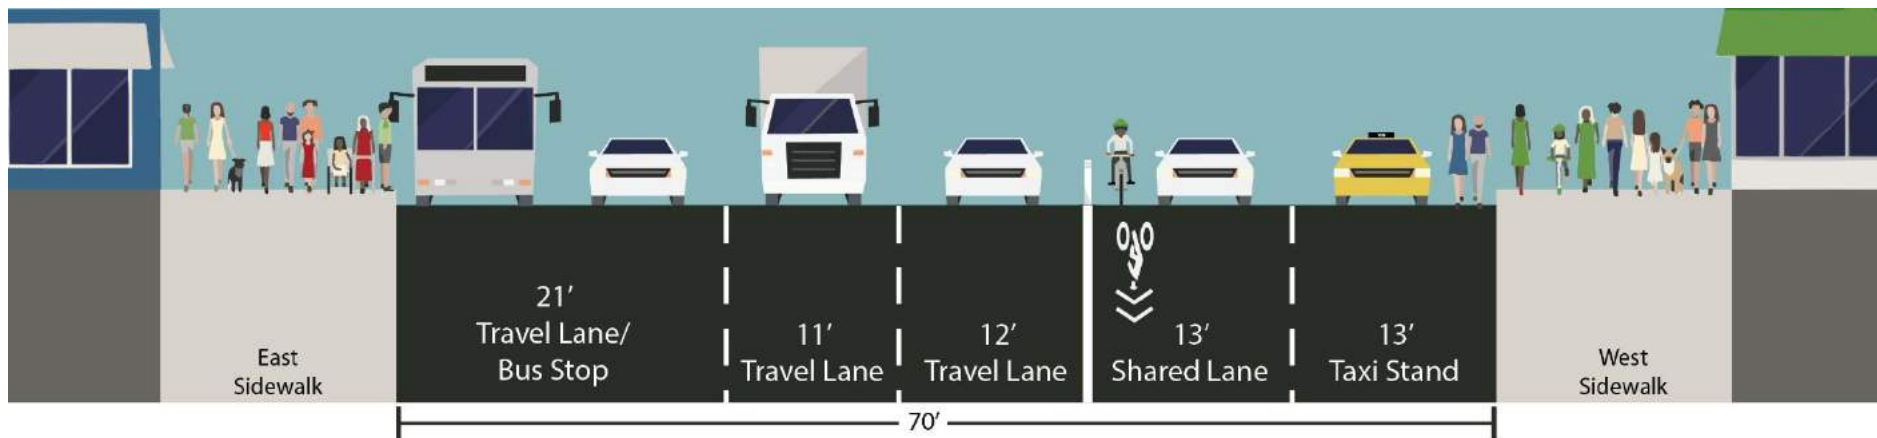 East
Sidewalk
21′
Travel Lane/
Bus Stop
11′
Travel Lane
12′
Travel Lane
13′
Shared Lane
13′
Taxi Stand
West
Sidewalk
70′